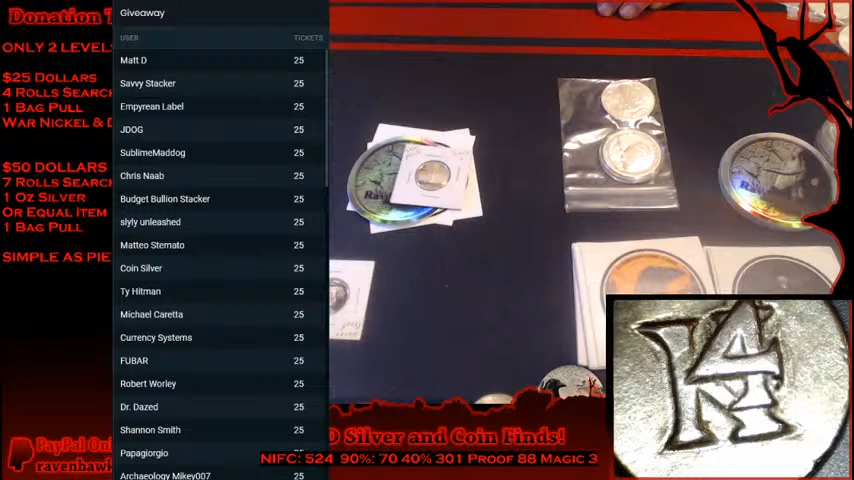 Donation T
ONLY 2 LEVELS
$25 DOLLARS
4 ROLLS SEARCH
1 BAG PULL
WAR NICKEL & D
$50 DOLLARS
7 ROLLS SEARCH
1 OZ SILVER
OR EQUAL ITEM
1 BAG PULL
SIMPLE AS PIE
PayPal Onl
ravenhawk
Giveaway
USER TICKETS
Matt D 25
Savvy Stacker 25
Empyrean Label 25
JDOG 25
SublimeMaddog 25
Chris Naab 25
Budget Bullion Stacker 25
slyly unleashed 25
Matteo Stemato 25
Coin Silver 25
Ty Hitman 25
Michael Caretta 25
Currency Systems 25
FUBAR 25
Robert Worley 25
Dr. Dazed 25
Shannon Smith 25
Papagiorgio 25
Archaeology Mikey007 25
D Silver and Coin Finds!
NIFC: 524 90%: 70 40% 301 Proof 88 Magic 3